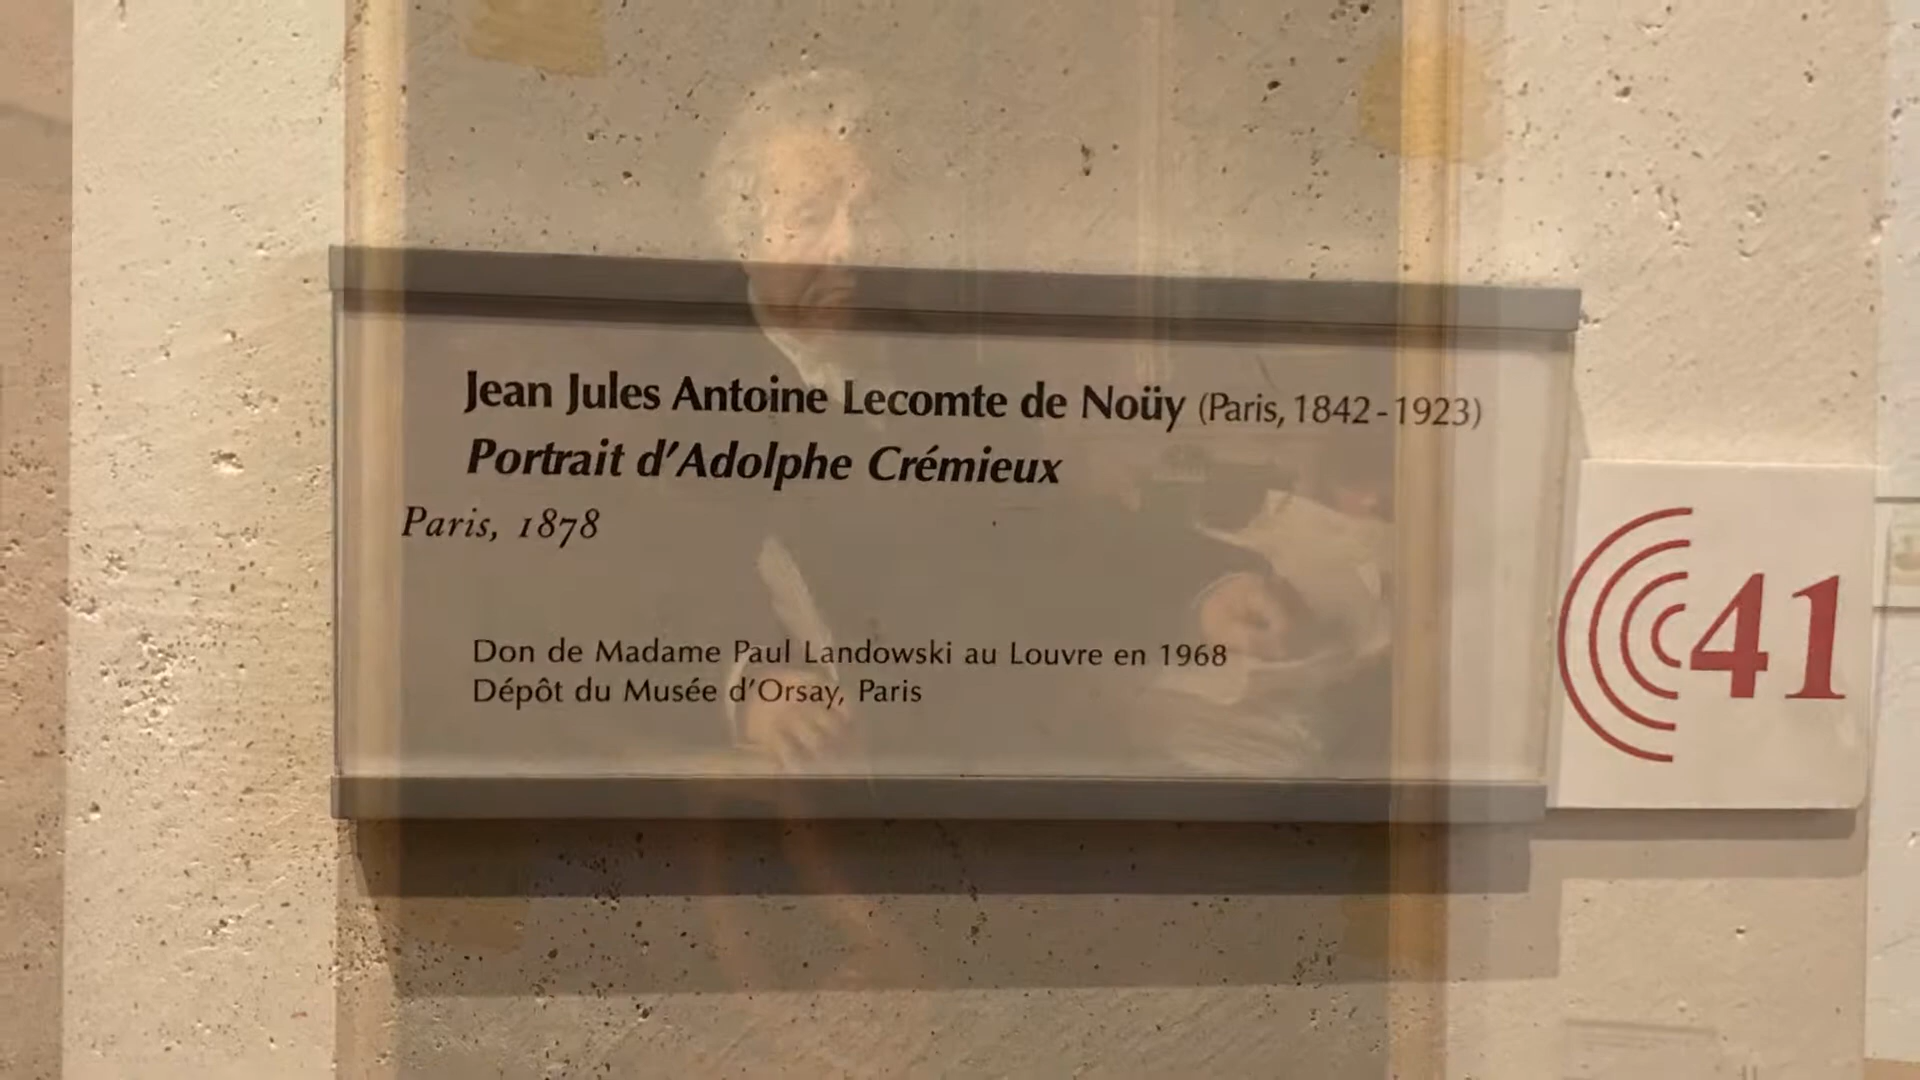 Jean Jules Antoine Lecomte de Noüy (Paris, 1842-1923)
Portrait d'Adolphe Crémieux
Paris, 1878
Don de Madame Paul Landowski au Louvre en 1968
Dépôt du Musée d'Orsay, Paris
41